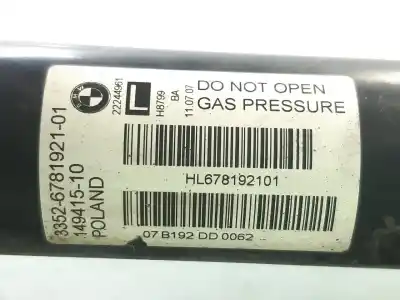 BMW
22244961
L
H8799
BA
11.07.07
DO NOT OPEN
GAS PRESSURE
3352-6781921-01
149415-10
POLAND
HL678192101
07 B192 DD 0062